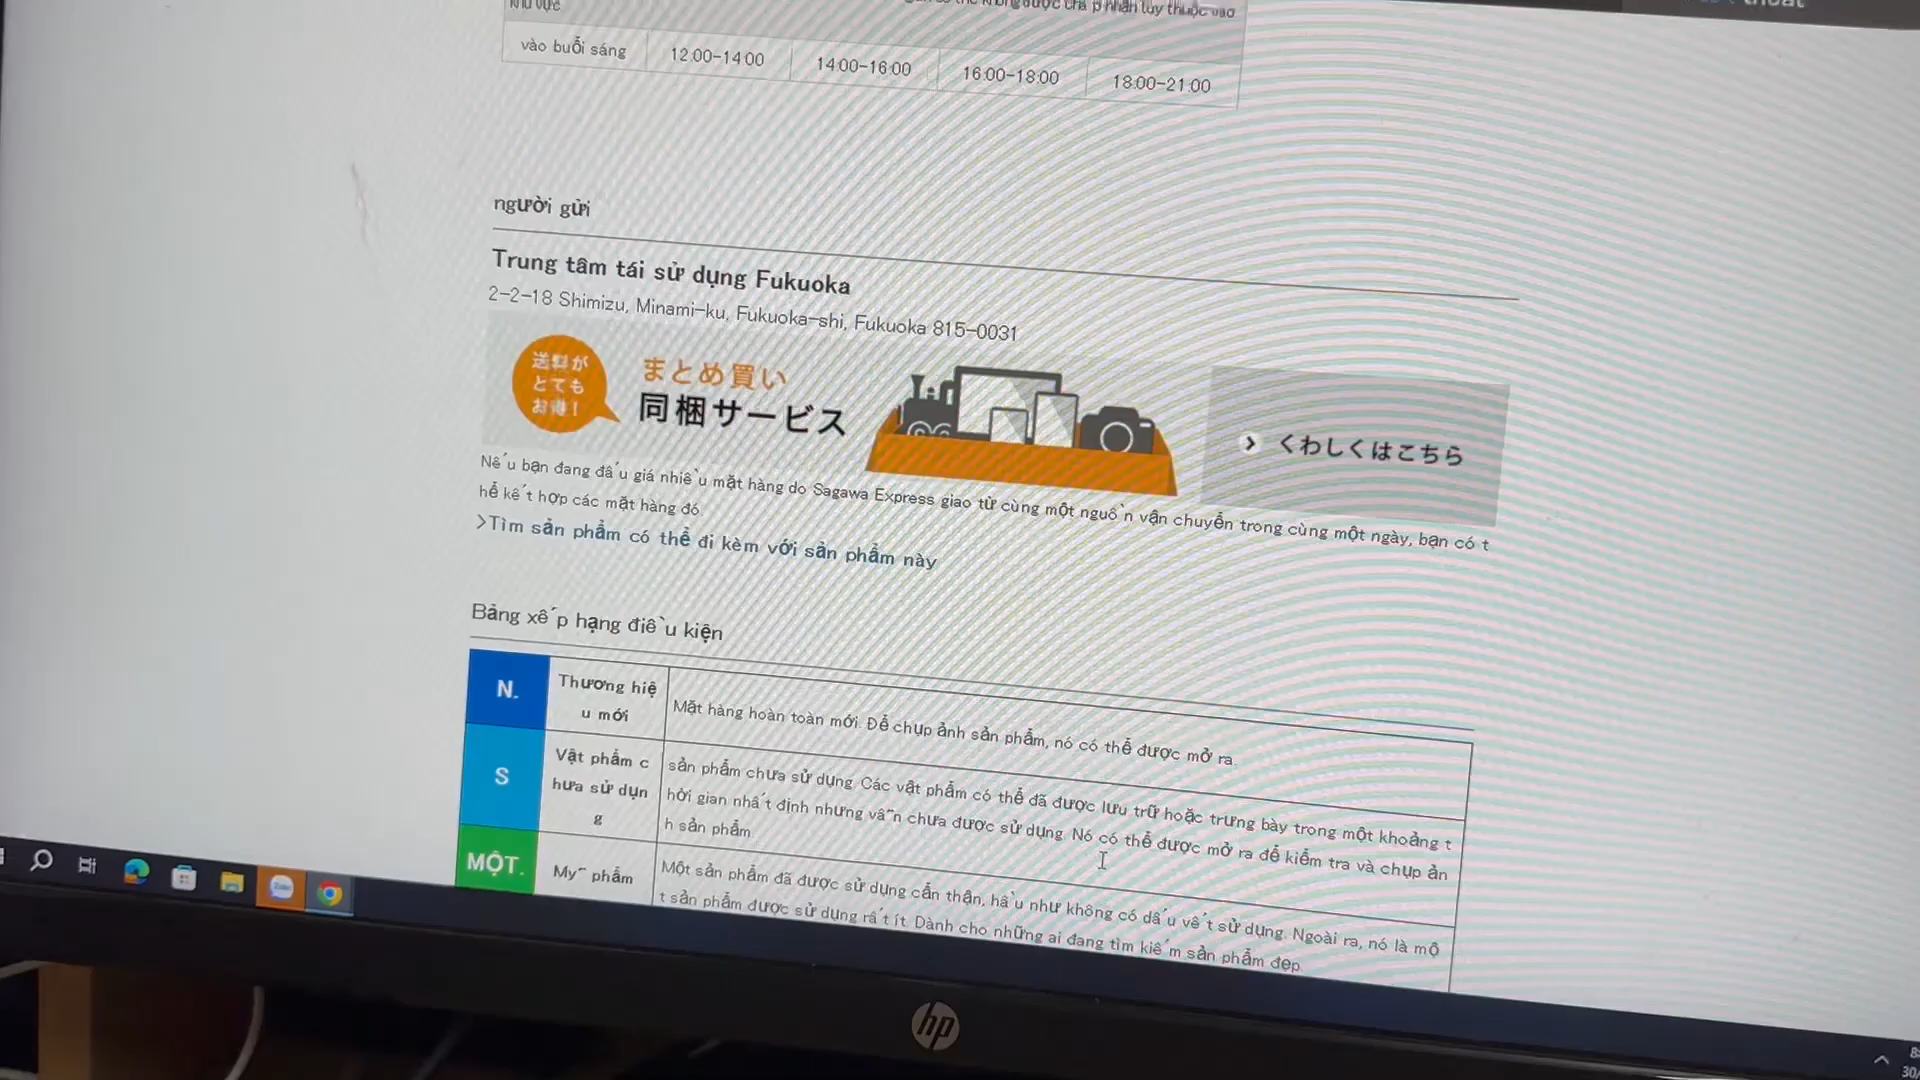 khu vực
được chấp nhận tùy thuộc vào
vào buổi sáng
12:00-14:00
14:00-16:00
16:00-18:00
18:00-21:00
người gửi
Trung tâm tái sử dụng Fukuoka
2-2-18 Shimizu, Minami-ku, Fukuoka-shi, Fukuoka 815-0031
送料が
とても
お得!
まとめ買い
同梱サービス
くわしくはこちら
Nếu bạn đang đấu giá nhiều mặt hàng do Sagawa Express giao từ cùng một nguồn vận chuyển trong cùng một ngày, bạn có t
hể kết hợp các mặt hàng đó.
>Tìm sản phẩm có thể đi kèm với sản phẩm này
Bảng xếp hạng điều kiện
N.
Thương hiệ
u mới
Mặt hàng hoàn toàn mới. Để chụp ảnh sản phẩm, nó có thể được mở ra.
S
Vật phẩm c
hưa sử dụn
g
sản phẩm chưa sử dụng. Các vật phẩm có thể đã được lưu trữ hoặc trưng bày trong một khoảng t
hời gian nhất định nhưng vẫn chưa được sử dụng. Nó có thể được mở ra để kiểm tra và chụp ản
h sản phẩm.
MỘT.
Mỹ phẩm
Một sản phẩm đã được sử dụng cẩn thận, hầu như không có dấu vết sử dụng. Ngoài ra, nó là mộ
t sản phẩm được sử dụng rất ít. Dành cho những ai đang tìm kiếm sản phẩm đẹp.
Zalo
hp